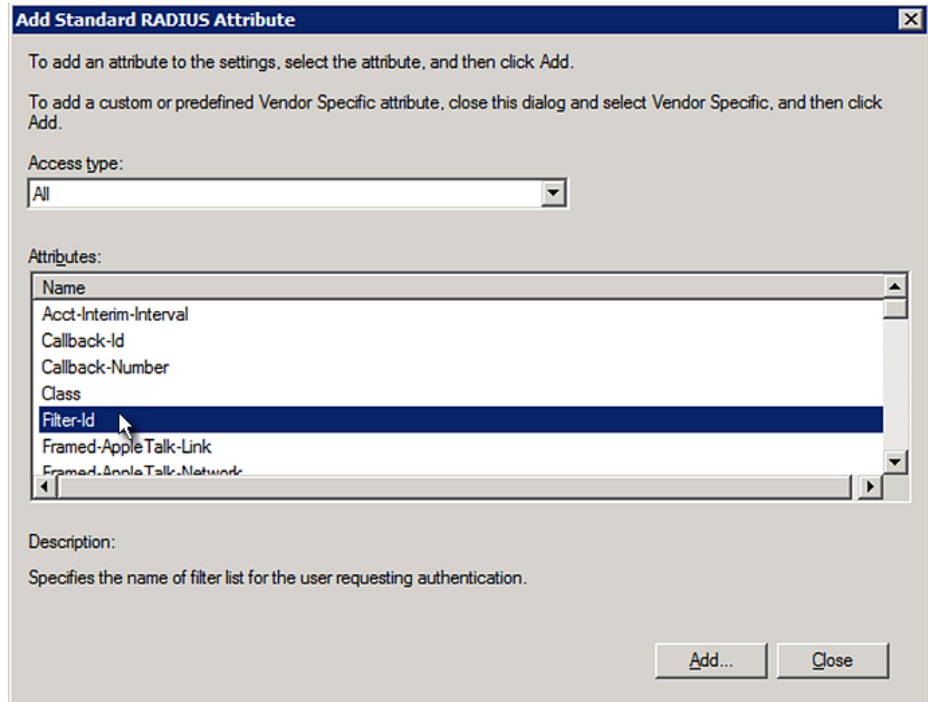 Add Standard RADIUS Attribute
To add an attribute to the settings, select the attribute, and then click Add.
To add a custom or predefined Vendor Specific attribute, close this dialog and select Vendor Specific, and then click
Add.
Access type:
All
Attributes:
Name
Acct-Interim-Interval
Callback-Id
Callback-Number
Class
Filter-Id
Framed-AppleTalk-Link
Framed-AppleTalk-Network
Description:
Specifies the name of filter list for the user requesting authentication.
Add... Close